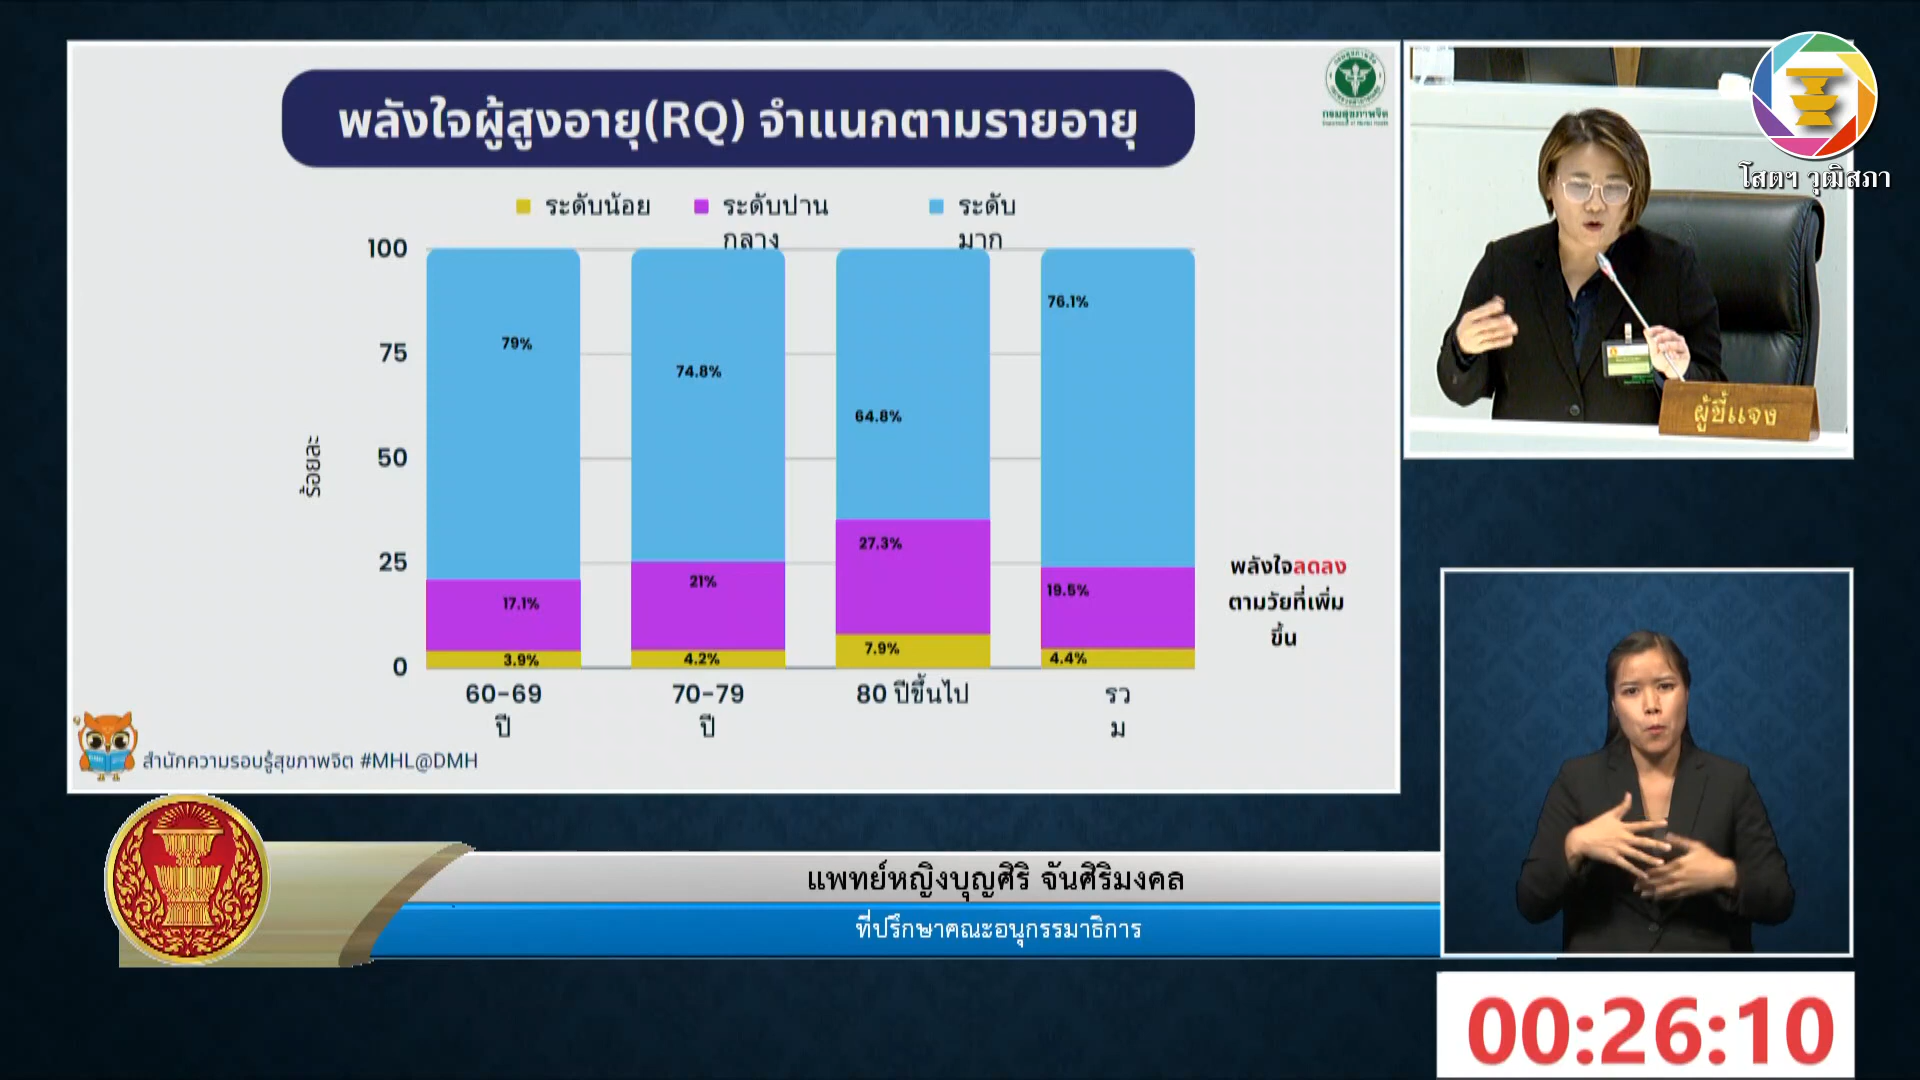 พลังใจผู้สูงอายุ(RQ) จำแนกตามรายอายุ
กรมสุขภาพจิต
โสตฯ วุฒิสภา
ระดับน้อย
ระดับปาน
กลาง
ระดับ
มาก
ร้อยละ
100
75
50
25
0
79%
17.1%
3.9%
74.8%
21%
4.2%
64.8%
27.3%
7.9%
76.1%
19.5%
4.4%
60-69
ปี
70-79
ปี
80 ปีขึ้นไป
รว
ม
พลังใจลดลง
ตามวัยที่เพิ่ม
ขึ้น
สำนักความรอบรู้สุขภาพจิต #MHL@DMH
ผู้ชี้แจง
แพทย์หญิงบุญศิริ จันศิริมงคล
ที่ปรึกษาคณะอนุกรรมาธิการ
00:26:10